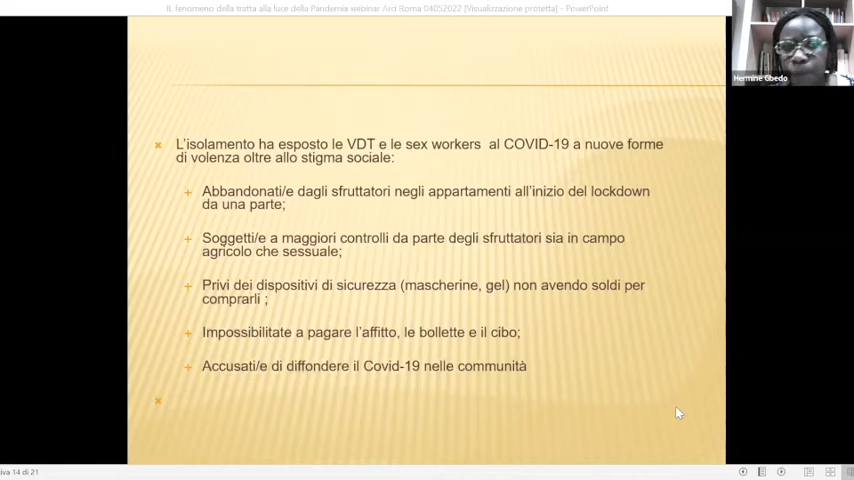 IL fenomeno della tratta alla luce della Pandemia webinar Arci Roma 04052022 [Visualizzazione protetta] - PowerPoint
Hermine Gbedo
L'isolamento ha esposto le VDT e le sex workers al COVID-19 a nuove forme
di volenza oltre allo stigma sociale:
Abbandonati/e dagli sfruttatori negli appartamenti all'inizio del lockdown
da una parte;
Soggetti/e a maggiori controlli da parte degli sfruttatori sia in campo
agricolo che sessuale;
Privi dei dispositivi di sicurezza (mascherine, gel) non avendo soldi per
comprarli ;
Impossibilitate a pagare l'affitto, le bollette e il cibo;
Accusati/e di diffondere il Covid-19 nelle communità
iva 14 di 21